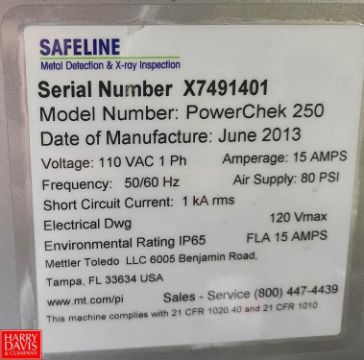 SAFELINE
Metal Detection & X-ray Inspection
Serial Number X7491401
Model Number: PowerChek 250
Date of Manufacture: June 2013
Voltage: 110 VAC 1 Ph Amperage: 15 AMPS
Frequency: 50/60 Hz Air Supply: 80 PSI
Short Circuit Current: 1 kA rms
Electrical Dwg 120 Vmax
Environmental Rating IP65 FLA 15 AMPS
Mettler Toledo LLC 6005 Benjamin Road,
Tampa, FL 33634 USA
www.mt.com/pi Sales - Service (800) 447-4439
This machine complies with 21 CFR 1020.40 and 21 CFR 1010
HARRY
DAVIS
& COMPANY